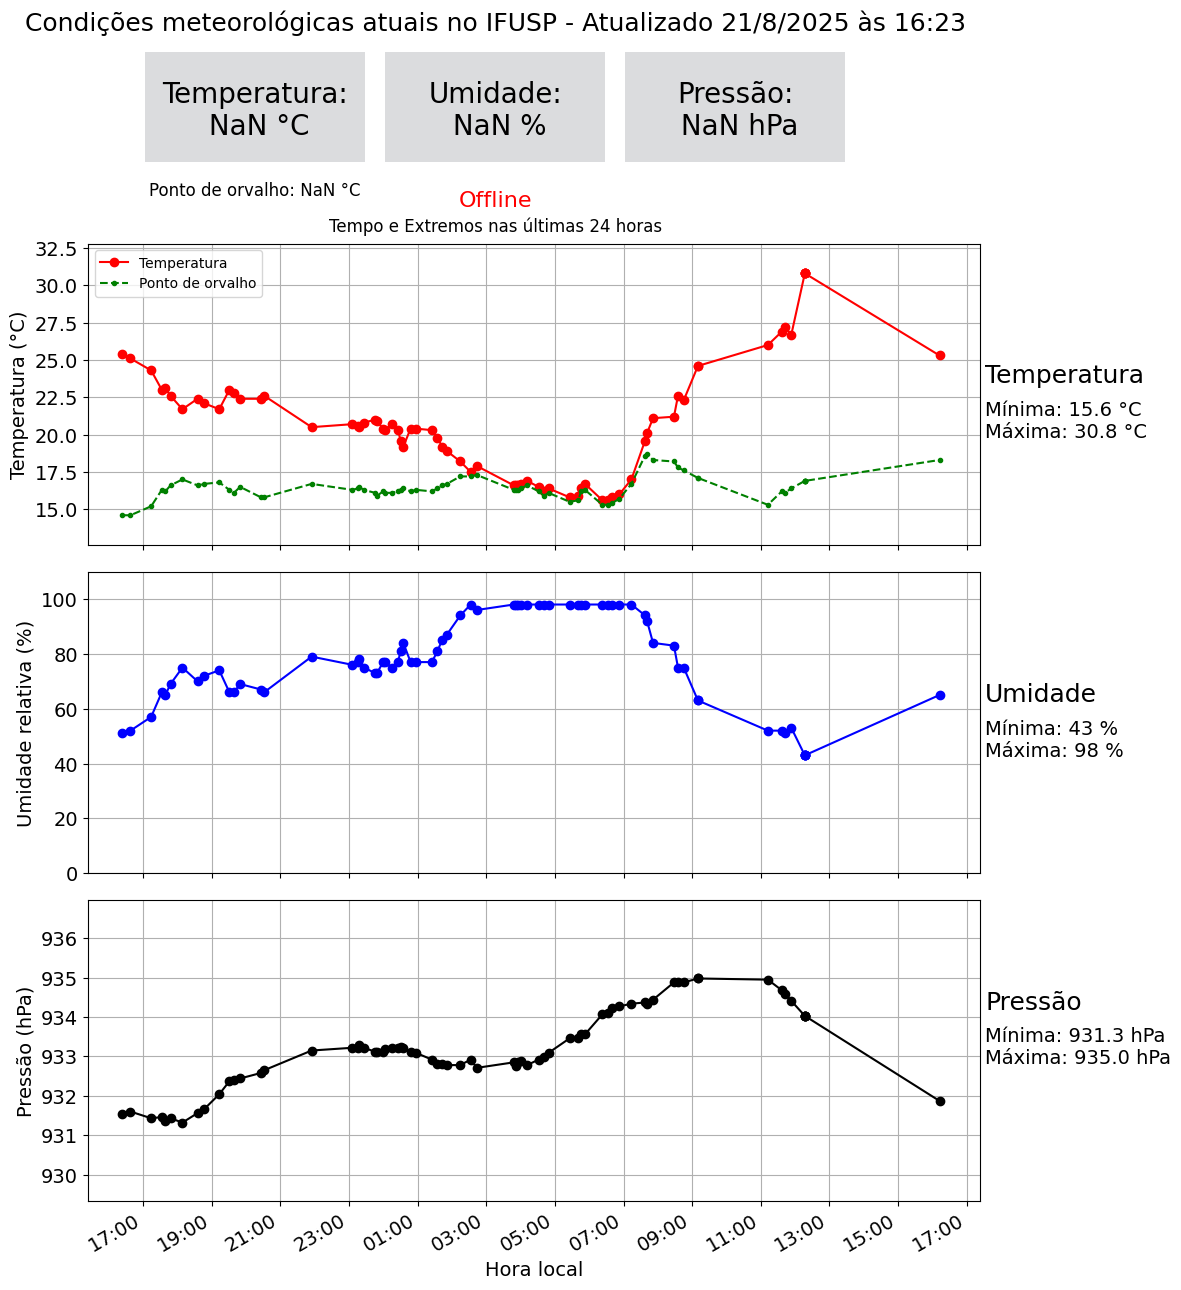 Condições meteorológicas atuais no IFUSP - Atualizado 21/8/2025 às 16:23
Temperatura:
NaN °C
Umidade:
NaN %
Pressão:
NaN hPa
Ponto de orvalho: NaN °C
Offline
Tempo e Extremos nas últimas 24 horas
Temperatura (°C)
32.5
30.0
27.5
25.0
22.5
20.0
17.5
15.0
Temperatura
Ponto de orvalho
Temperatura
Mínima: 15.6 °C
Máxima: 30.8 °C
Umidade relativa (%)
100
80
60
40
20
0
Umidade
Mínima: 43 %
Máxima: 98 %
Pressão (hPa)
936
935
934
933
932
931
930
Pressão
Mínima: 931.3 hPa
Máxima: 935.0 hPa
17:00
19:00
21:00
23:00
01:00
03:00
05:00
07:00
09:00
11:00
13:00
15:00
17:00
Hora local